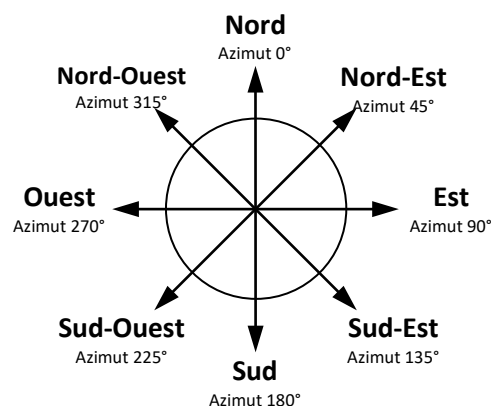 Nord
Azimut 0°
Nord-Ouest
Azimut 315°
Nord-Est
Azimut 45°
Ouest
Azimut 270°
Est
Azimut 90°
Sud-Ouest
Azimut 225°
Sud-Est
Azimut 135°
Sud
Azimut 180°